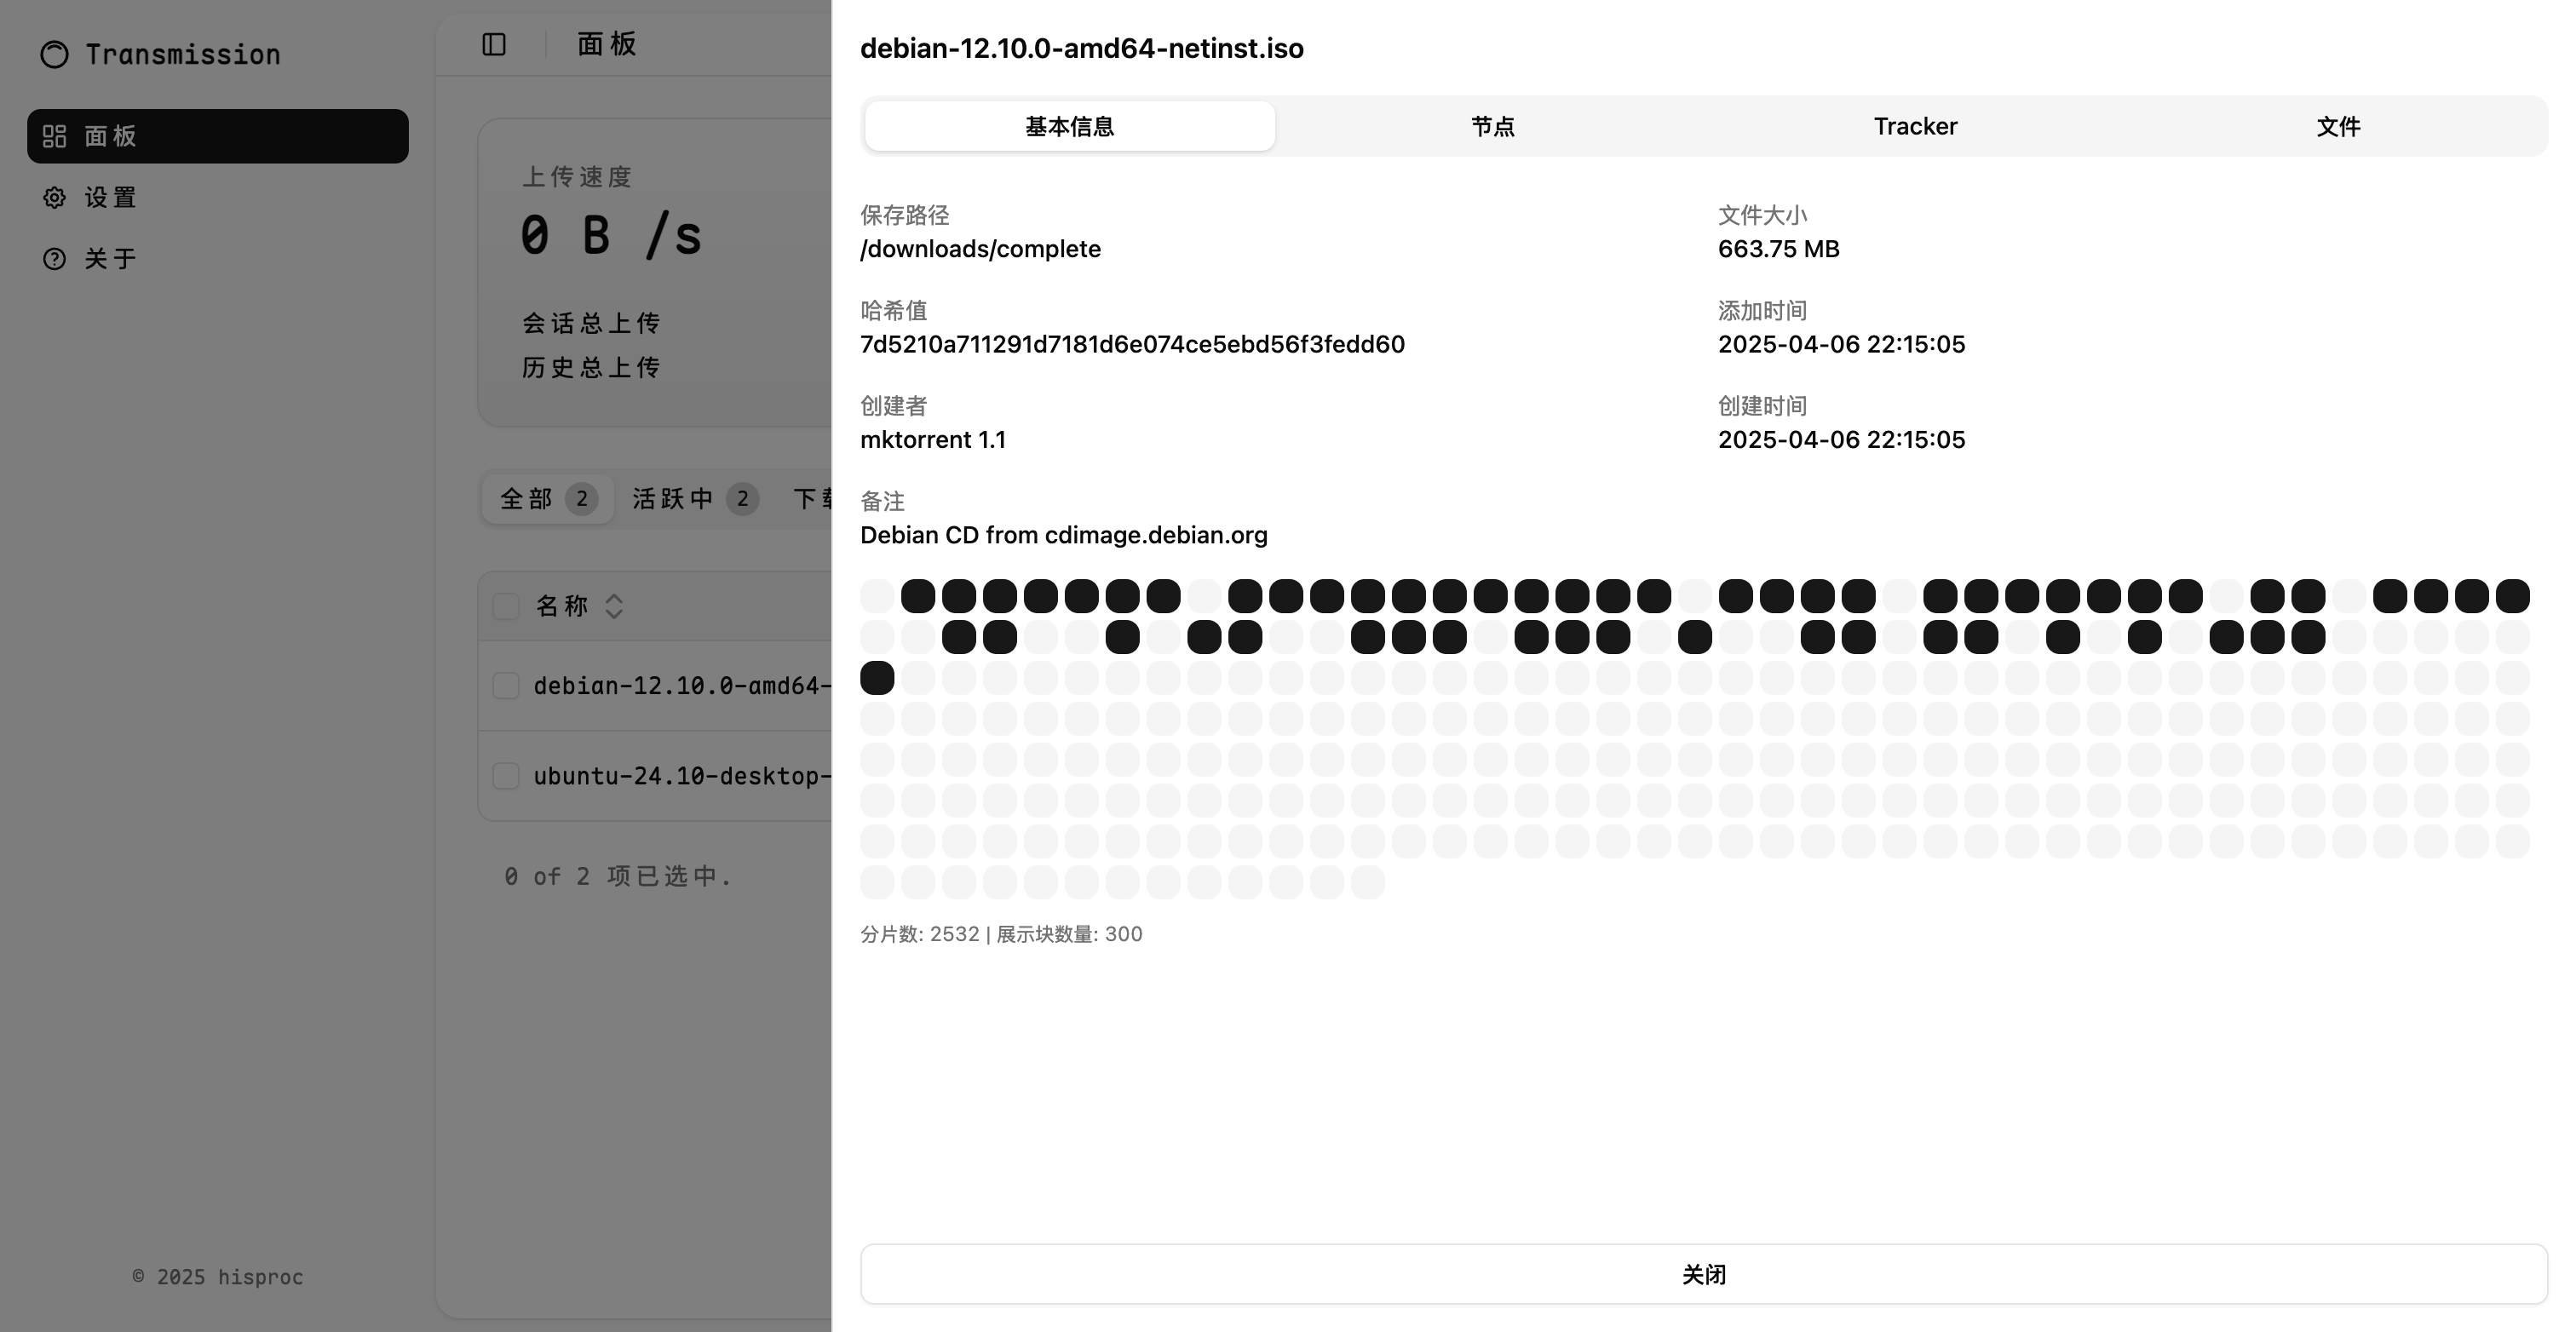 Transmission
面板
设置
关于
© 2025 hisproc
面板
上传速度
0 B /s
会话总上传
历史总上传
全部 2 活跃中 2 下
名称
debian-12.10.0-amd64-
ubuntu-24.10-desktop-
0 of 2 项已选中.
debian-12.10.0-amd64-netinst.iso
基本信息 节点 Tracker 文件
保存路径
/downloads/complete
文件大小
663.75 MB
哈希值
7d5210a711291d7181d6e074ce5ebd56f3fedd60
添加时间
2025-04-06 22:15:05
创建者
mktorrent 1.1
创建时间
2025-04-06 22:15:05
备注
Debian CD from cdimage.debian.org
分片数: 2532 | 展示块数量: 300
关闭